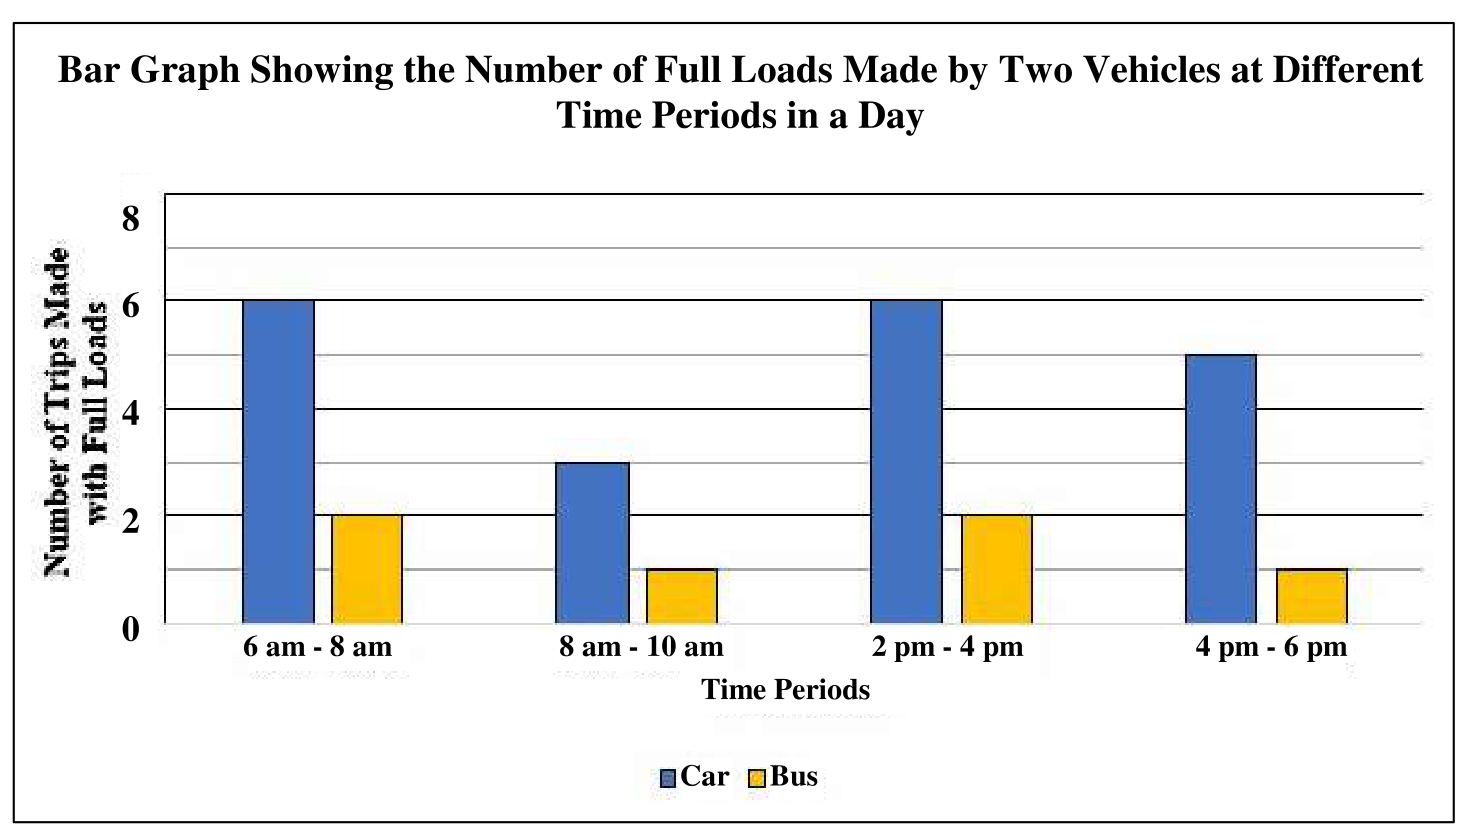 Bar Graph Showing the Number of Full Loads Made by Two Vehicles at Different
Time Periods in a Day
Number of Trips Made
with Full Loads
8
6
4
2
0
6 am - 8 am
8 am - 10 am
2 pm - 4 pm
4 pm - 6 pm
Time Periods
Car
Bus